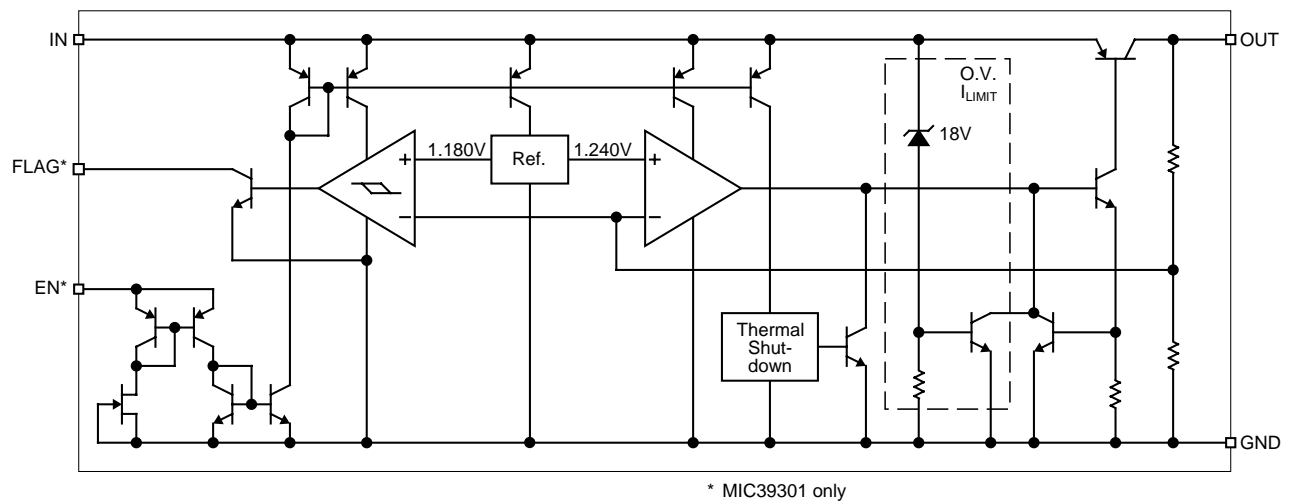 IN
OUT
O.V.
ILIMIT
18V
FLAG*
1.180V
Ref.
1.240V
EN*
Thermal
Shut-
down
GND
* MIC39301 only